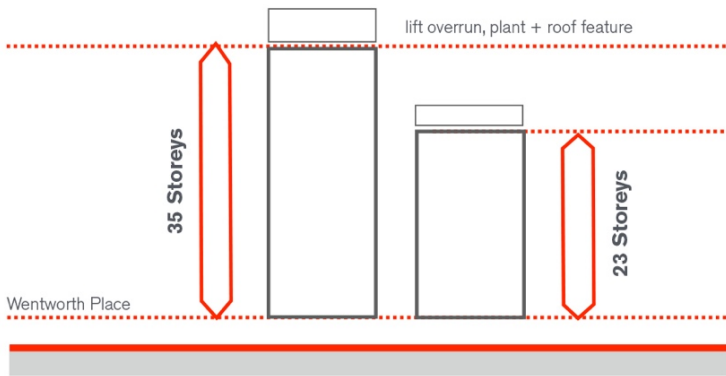 lift overrun, plant + roof feature
35 Storeys
23 Storeys
Wentworth Place